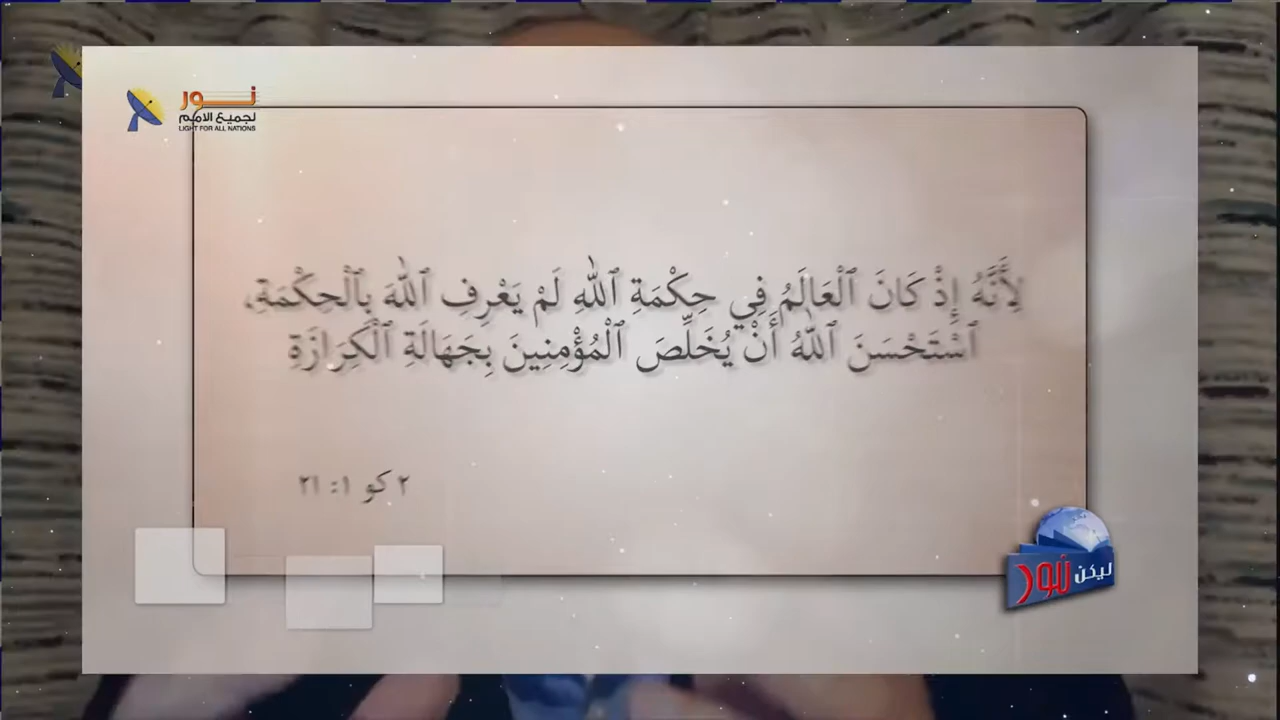 نور
لجميع الأمم
LIGHT FOR ALL NATIONS
لِأَنَّهُ إِذْ كَانَ ٱلْعَالَمُ فِي حِكْمَةِ ٱللهِ لَمْ يَعْرِفِ ٱللهَ بِٱلْحِكْمَةِ،
ٱسْتَحْسَنَ ٱللهُ أَنْ يُخَلِّصَ ٱلْمُؤْمِنِينَ بِجَهَالَةِ ٱلْكِرَازَةِ
٢ كو ١: ٢١
ليكن نور